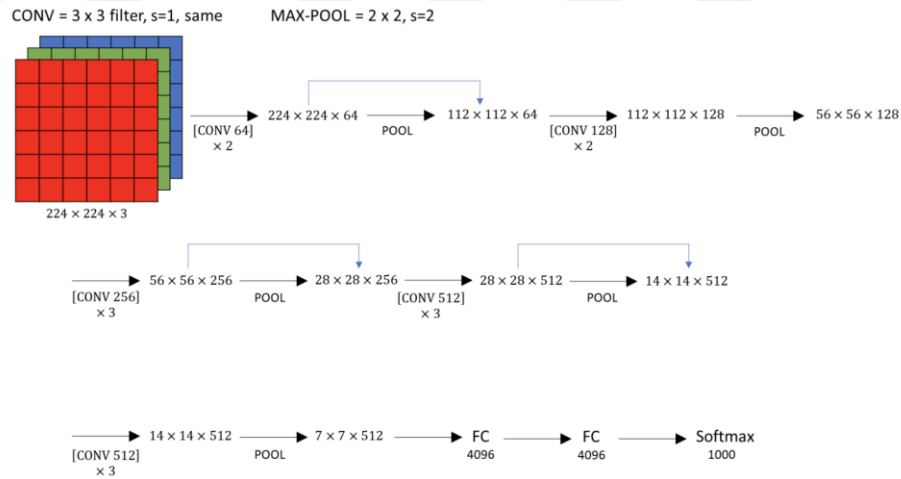 CONV = 3 x 3 filter, s=1, same
MAX-POOL = 2 x 2, s=2
224 × 224 × 3
[CONV 64]
× 2
224 × 224 × 64
POOL
112 × 112 × 64
[CONV 128]
× 2
112 × 112 × 128
POOL
56 × 56 × 128
[CONV 256]
× 3
56 × 56 × 256
POOL
28 × 28 × 256
[CONV 512]
× 3
28 × 28 × 512
POOL
14 × 14 × 512
[CONV 512]
× 3
14 × 14 × 512
POOL
7 × 7 × 512
FC
4096
FC
4096
Softmax
1000